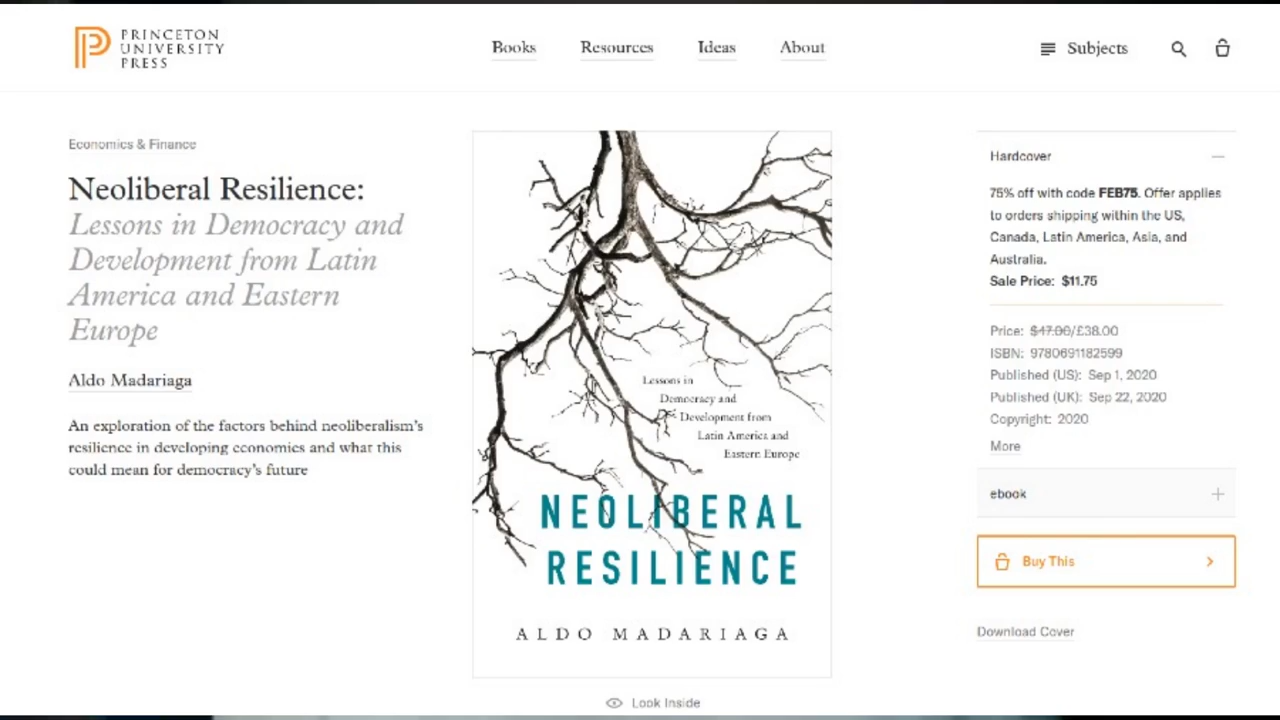 PRINCETON
UNIVERSITY
PRESS
Books
Resources
Ideas
About
Subjects
Economics & Finance
Neoliberal Resilience:
Lessons in Democracy and
Development from Latin
America and Eastern
Europe
Aldo Madariaga
An exploration of the factors behind neoliberalism's
resilience in developing economies and what this
could mean for democracy's future
Lessons in
Democracy and
Development from
Latin America and
Eastern Europe
NEOLIBERAL
RESILIENCE
ALDO MADARIAGA
Look Inside
Hardcover
75% off with code FEB75. Offer applies
to orders shipping within the US,
Canada, Latin America, Asia, and
Australia.
Sale Price: $11.75
Price: $47.00/£38.00
ISBN: 9780691182599
Published (US): Sep 1, 2020
Published (UK): Sep 22, 2020
Copyright: 2020
More
ebook
Buy This
Download Cover